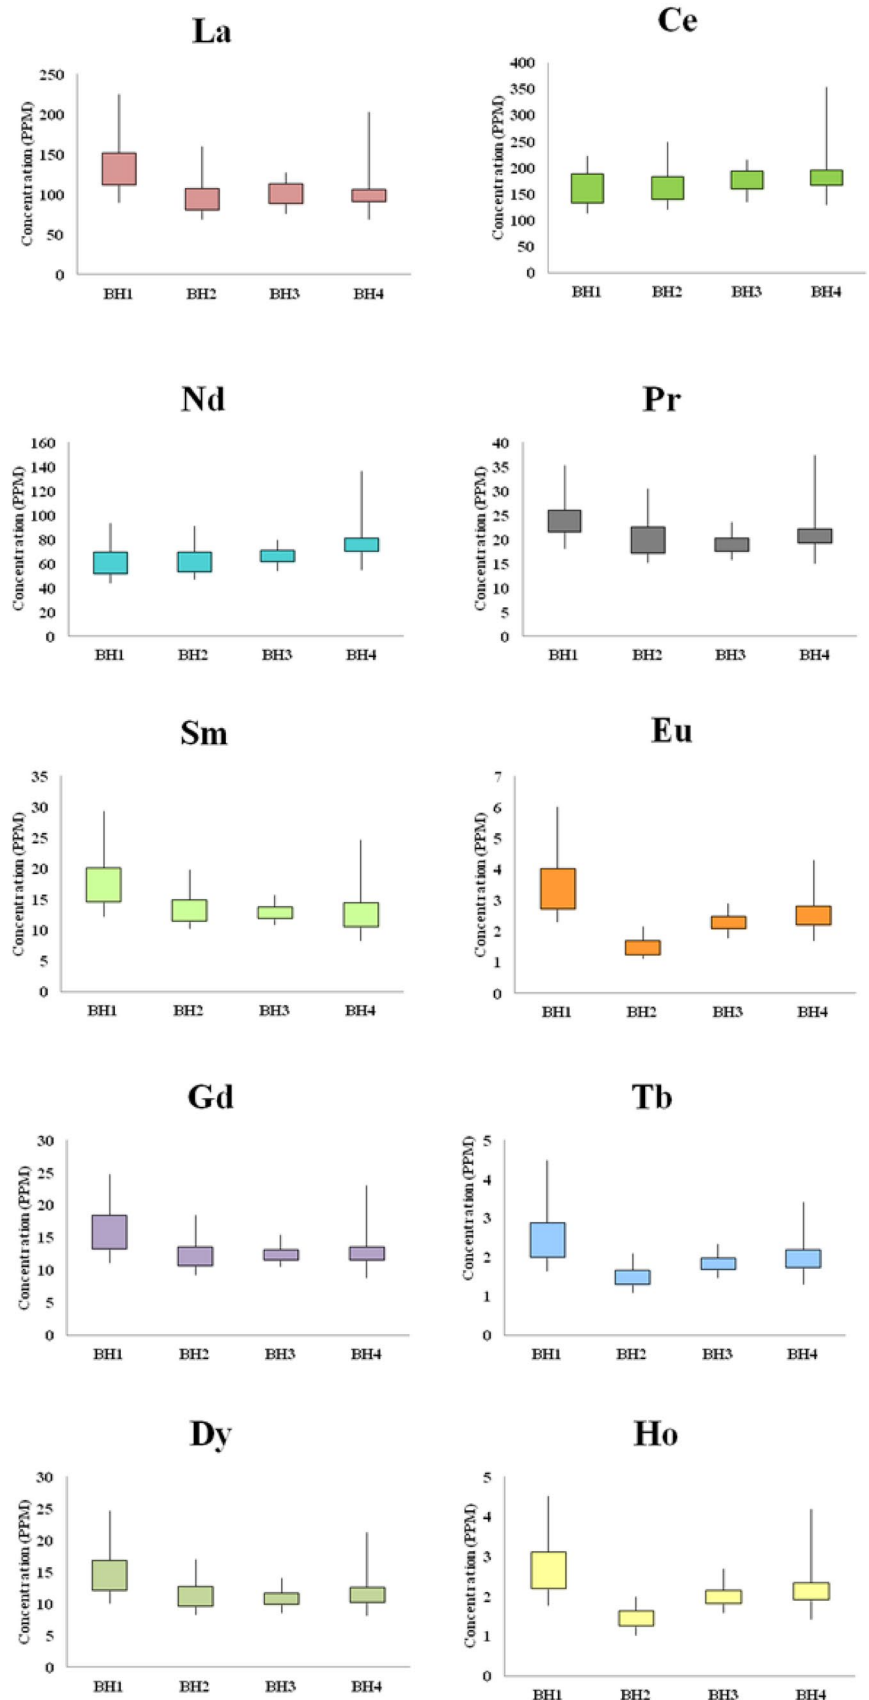 La
Concentration (PPM)
250
200
150
100
50
0
BH1 BH2 BH3 BH4
Ce
Concentration (PPM)
400
350
300
250
200
150
100
50
0
BH1 BH2 BH3 BH4
Nd
Concentration (PPM)
160
140
120
100
80
60
40
20
0
BH1 BH2 BH3 BH4
Pr
Concentration (PPM)
40
35
30
25
20
15
10
5
0
BH1 BH2 BH3 BH4
Sm
Concentration (PPM)
35
30
25
20
15
10
5
0
BH1 BH2 BH3 BH4
Eu
Concentration (PPM)
7
6
5
4
3
2
1
0
BH1 BH2 BH3 BH4
Gd
Concentration (PPM)
30
25
20
15
10
5
0
BH1 BH2 BH3 BH4
Tb
Concentration (PPM)
5
4
3
2
1
0
BH1 BH2 BH3 BH4
Dy
Concentration (PPM)
30
25
20
15
10
5
0
BH1 BH2 BH3 BH4
Ho
Concentration (PPM)
5
4
3
2
1
0
BH1 BH2 BH3 BH4